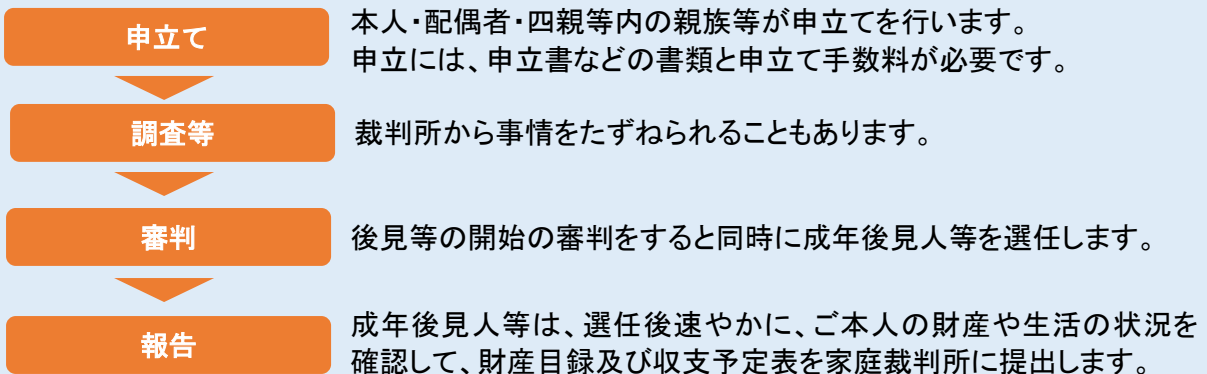 申立て
本人・配偶者・四親等内の親族等が申立てを行います。
申立には、申立書などの書類と申立て手数料が必要です。
調査等
裁判所から事情をたずねられることもあります。
審判
後見等の開始の審判をすると同時に成年後見人等を選任します。
報告
成年後見人等は、選任後速やかに、ご本人の財産や生活の状況を
確認して、財産目録及び収支予定表を家庭裁判所に提出します。